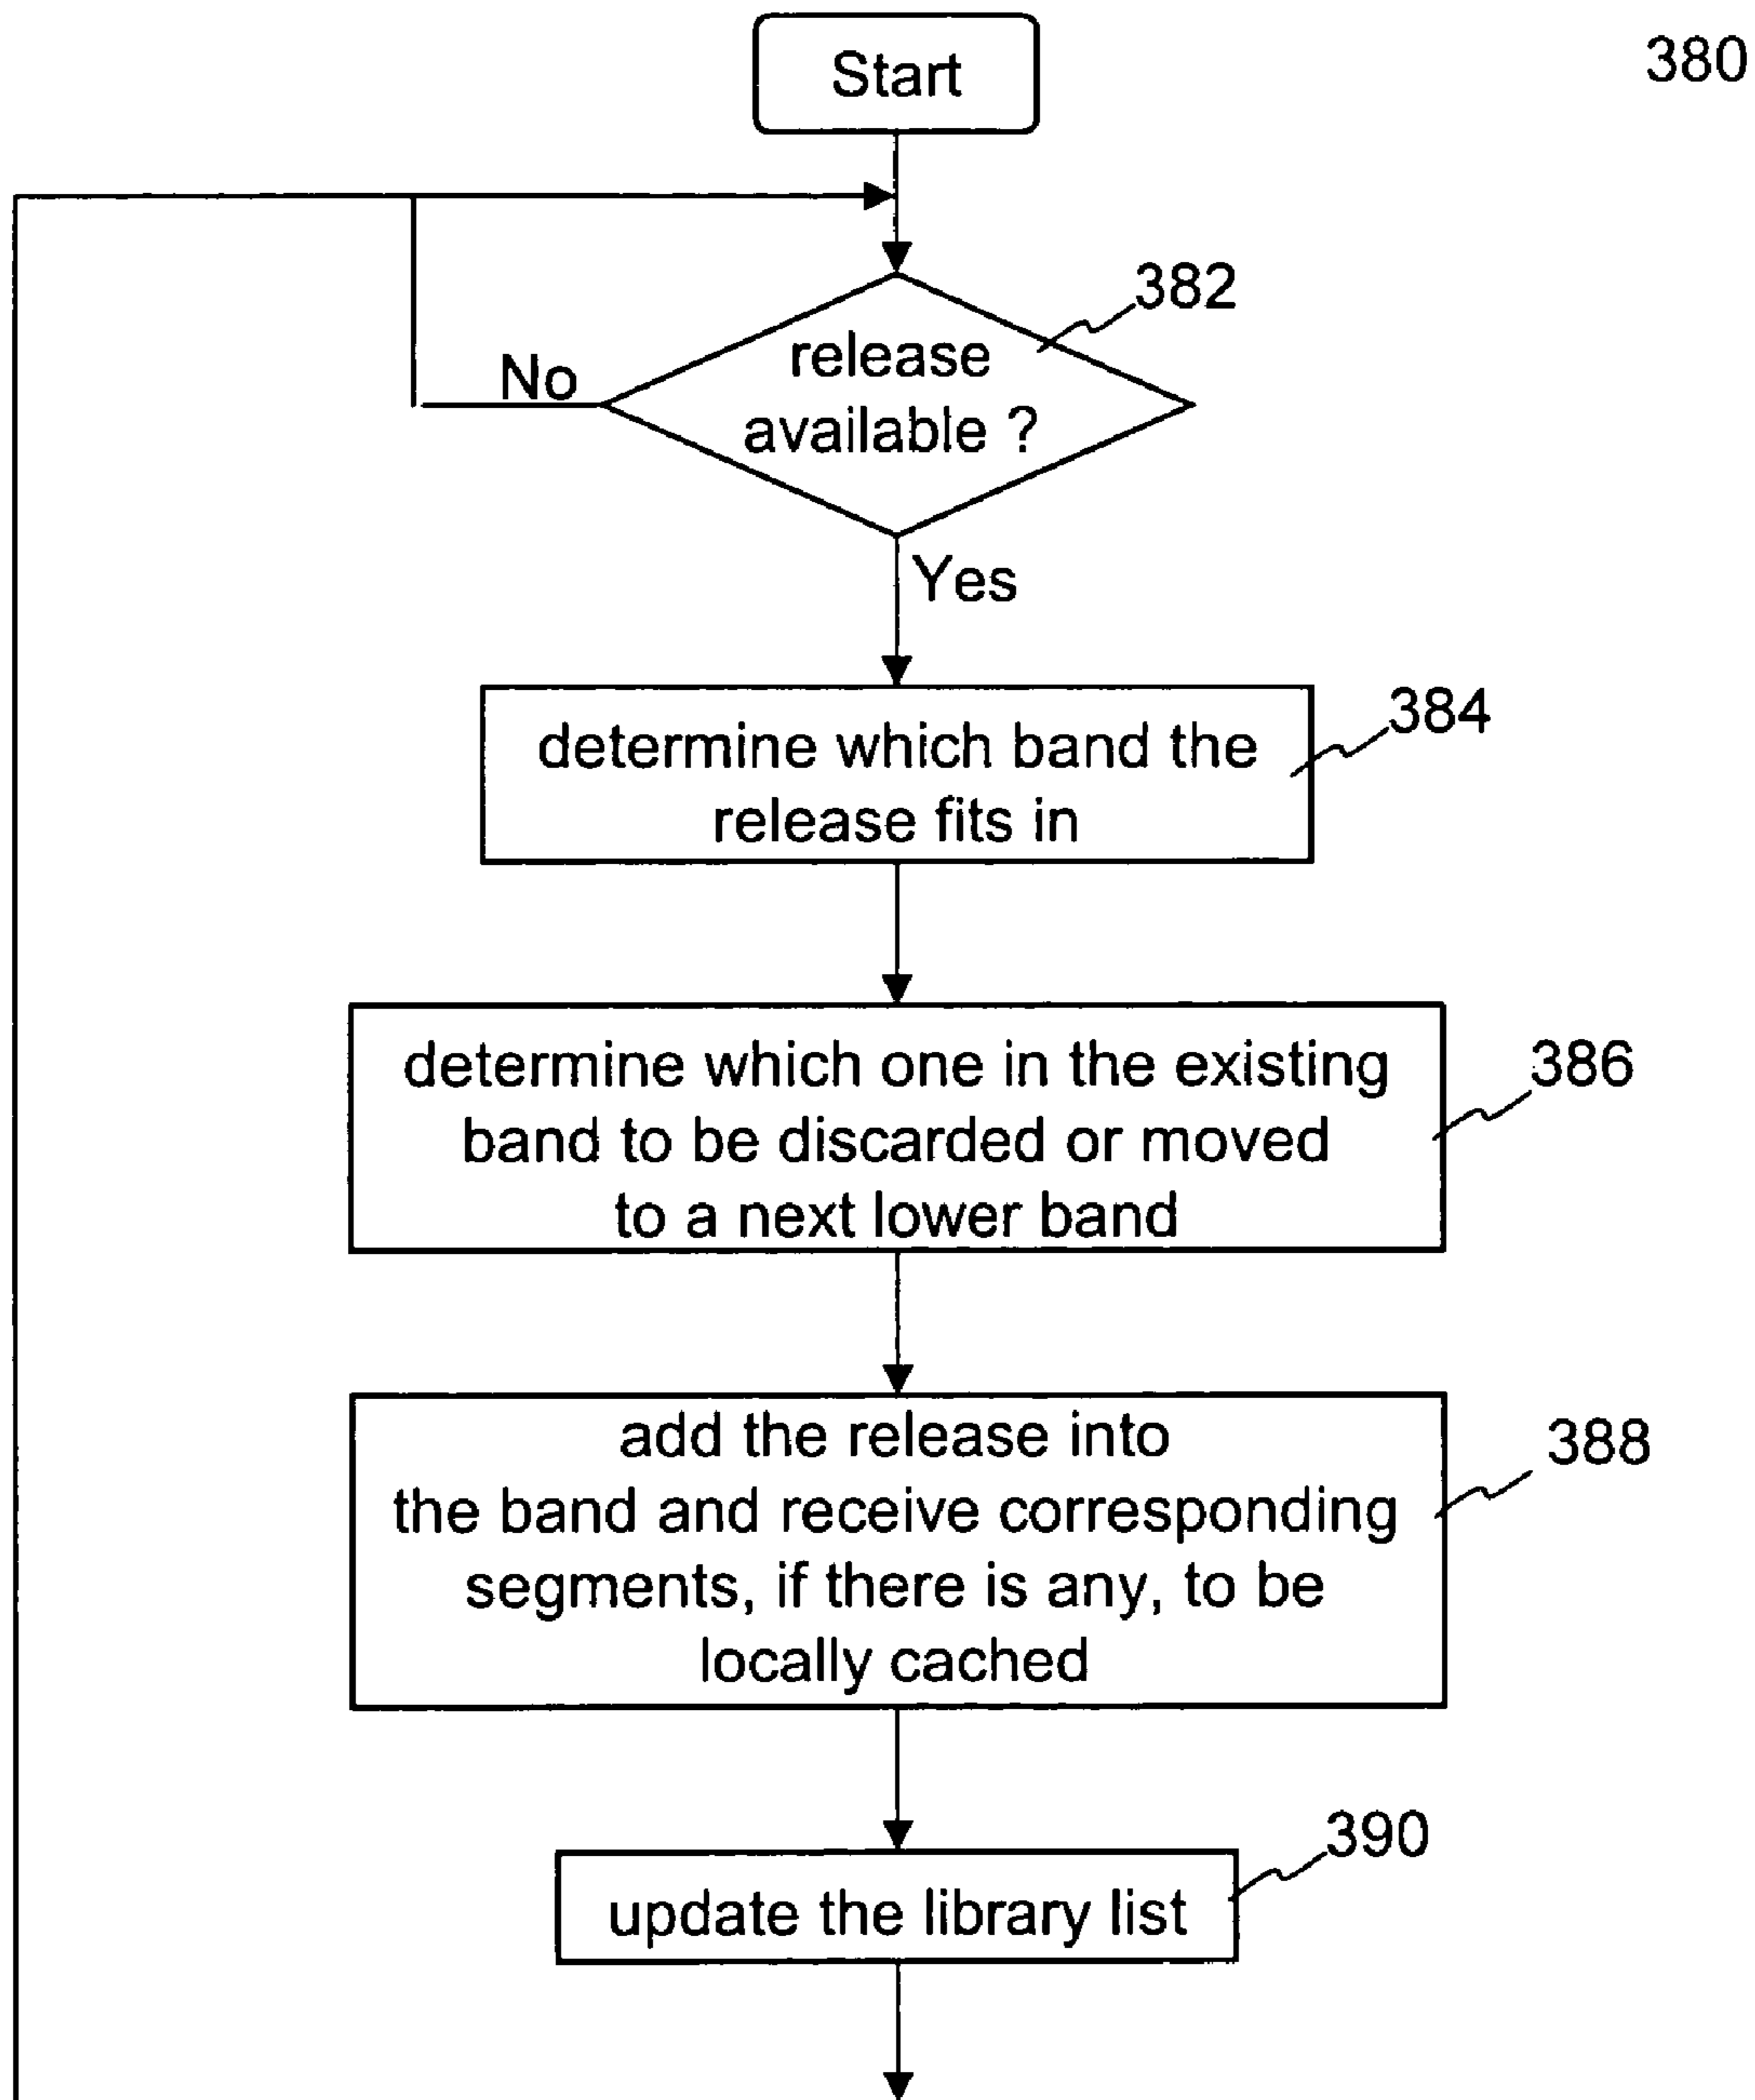 Start
380
382
release
available ?
No
Yes
384
determine which band the
release fits in
386
determine which one in the existing
band to be discarded or moved
to a next lower band
388
add the release into
the band and receive corresponding
segments, if there is any, to be
locally cached
390
update the library list